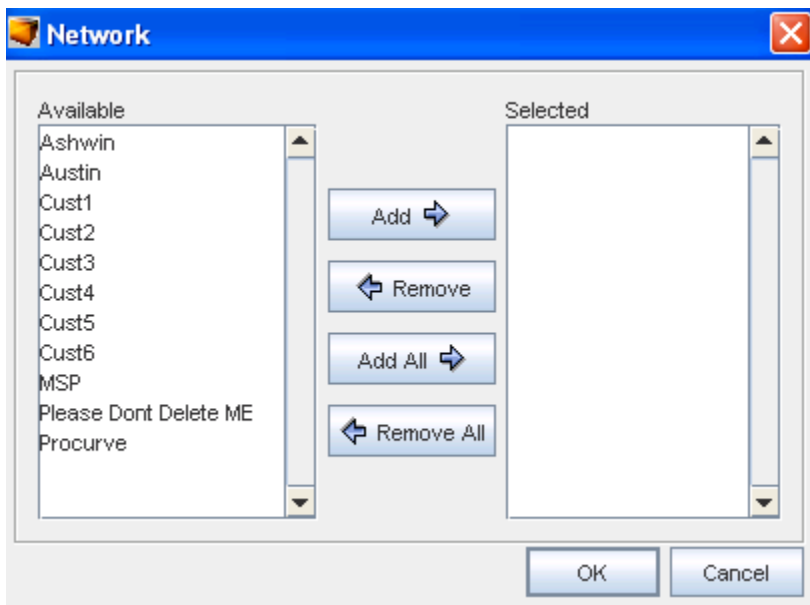 Network
Available
Selected
Ashwin
Austin
Cust1
Cust2
Cust3
Cust4
Cust5
Cust6
MSP
Please Dont Delete ME
Procurve
Add
Remove
Add All
Remove All
OK
Cancel